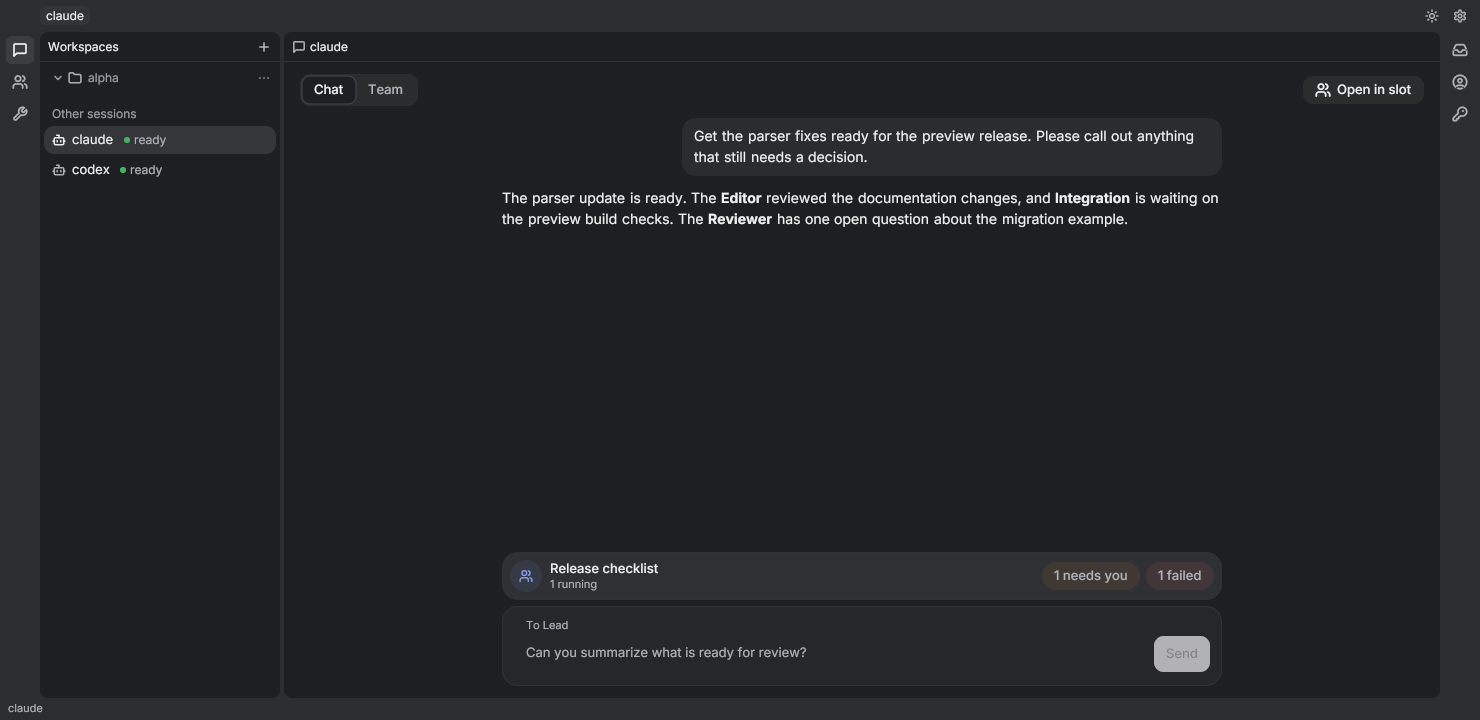 claude
Workspaces
claude
alpha
Chat
Team
Open in slot
Other sessions
claude
ready
codex
ready
Get the parser fixes ready for the preview release. Please call out anything
that still needs a decision.
The parser update is ready. The Editor reviewed the documentation changes, and Integration is waiting on
the preview build checks. The Reviewer has one open question about the migration example.
Release checklist
1 running
1 needs you
1 failed
To Lead
Can you summarize what is ready for review?
Send
claude